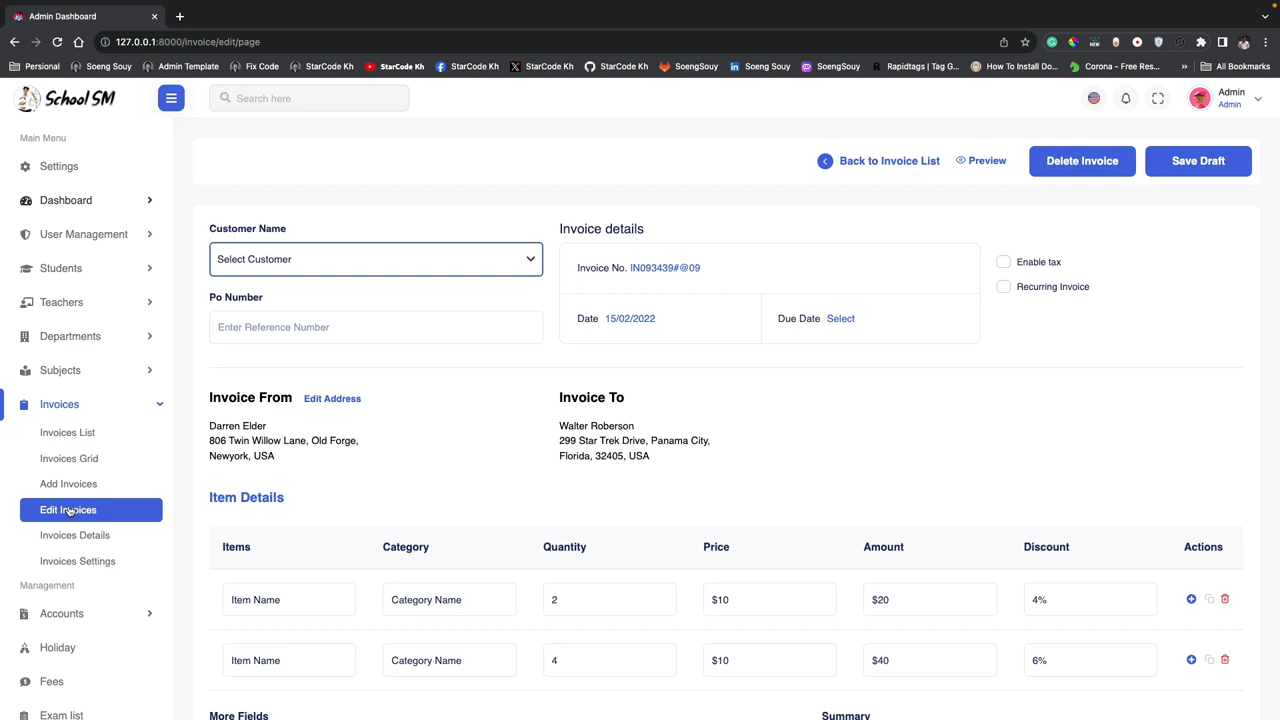 Admin Dashboard
127.0.0.1:8000/invoice/edit/page
Personal Soeng Souy Admin Template Fix Code StarCode Kh StarCode Kh StarCode Kh StarCode Kh StarCode Kh SoengSouy Soeng Souy SoengSouy Rapidtags | Tag G... How To Install Do... Corona - Free Res... » All Bookmarks
School SM
Search here
Admin
Admin
Main Menu
Settings
Dashboard
User Management
Students
Teachers
Departments
Subjects
Invoices
Invoices List
Invoices Grid
Add Invoices
Edit Invoices
Invoices Details
Invoices Settings
Management
Accounts
Holiday
Fees
Exam list
Back to Invoice List Preview Delete Invoice Save Draft
Customer Name
Select Customer
Po Number
Enter Reference Number
Invoice details
Invoice No. IN093439#@09
Date 15/02/2022 Due Date Select
Enable tax
Recurring Invoice
Invoice From Edit Address
Darren Elder
806 Twin Willow Lane, Old Forge,
Newyork, USA
Invoice To
Walter Roberson
299 Star Trek Drive, Panama City,
Florida, 32405, USA
Item Details
Items Category Quantity Price Amount Discount Actions
Item Name Category Name 2 $10 $20 4%
Item Name Category Name 4 $10 $40 6%
More Fields Summary